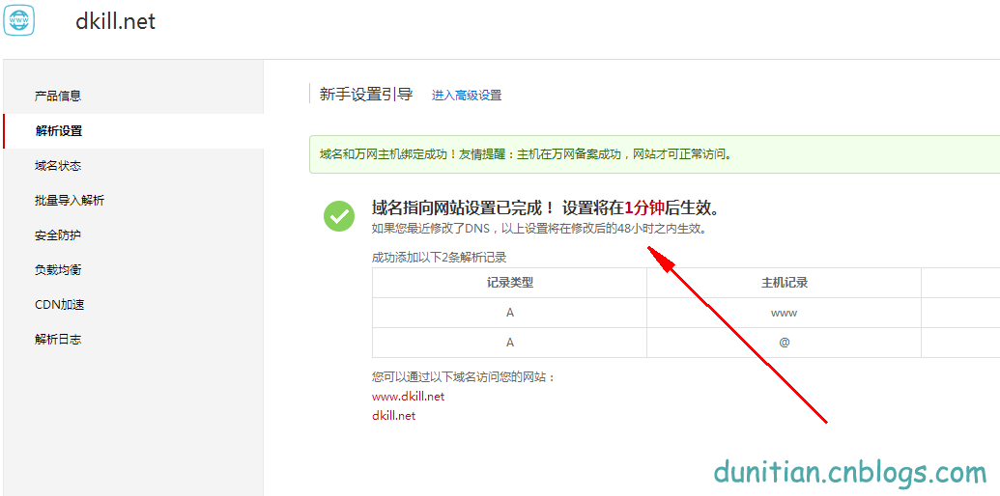 www
dkill.net
产品信息
解析设置
域名状态
批量导入解析
安全防护
负载均衡
CDN加速
解析日志
新手设置引导 进入高级设置
域名和万网主机绑定成功！友情提醒：主机在万网备案成功，网站才可正常访问。
域名指向网站设置已完成！ 设置将在1分钟后生效。
如果您最近修改了DNS，以上设置将在修改后的48小时之内生效。
成功添加以下2条解析记录
记录类型 主机记录
A www
A @
您可以通过以下域名访问您的网站：
www.dkill.net
dkill.net
dunitian.cnblogs.com